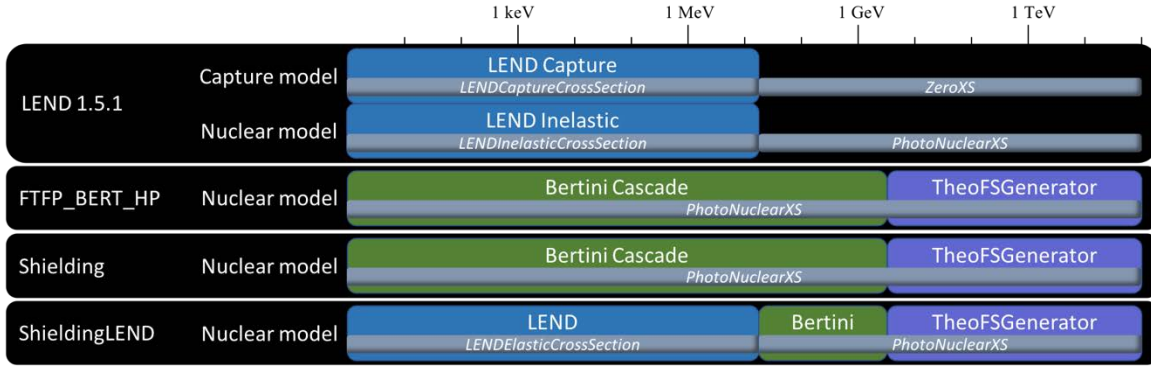 1 keV 1 MeV 1 GeV 1 TeV
LEND 1.5.1
Capture model
LEND Capture
LENDCaptureCrossSection
ZeroXS
Nuclear model
LEND Inelastic
LENDInelasticCrossSection
PhotoNuclearXS
FTFP_BERT_HP
Nuclear model
Bertini Cascade
TheoFSGenerator
PhotoNuclearXS
Shielding
Nuclear model
Bertini Cascade
TheoFSGenerator
PhotoNuclearXS
ShieldingLEND
Nuclear model
LEND
Bertini
TheoFSGenerator
LENDElasticCrossSection
PhotoNuclearXS